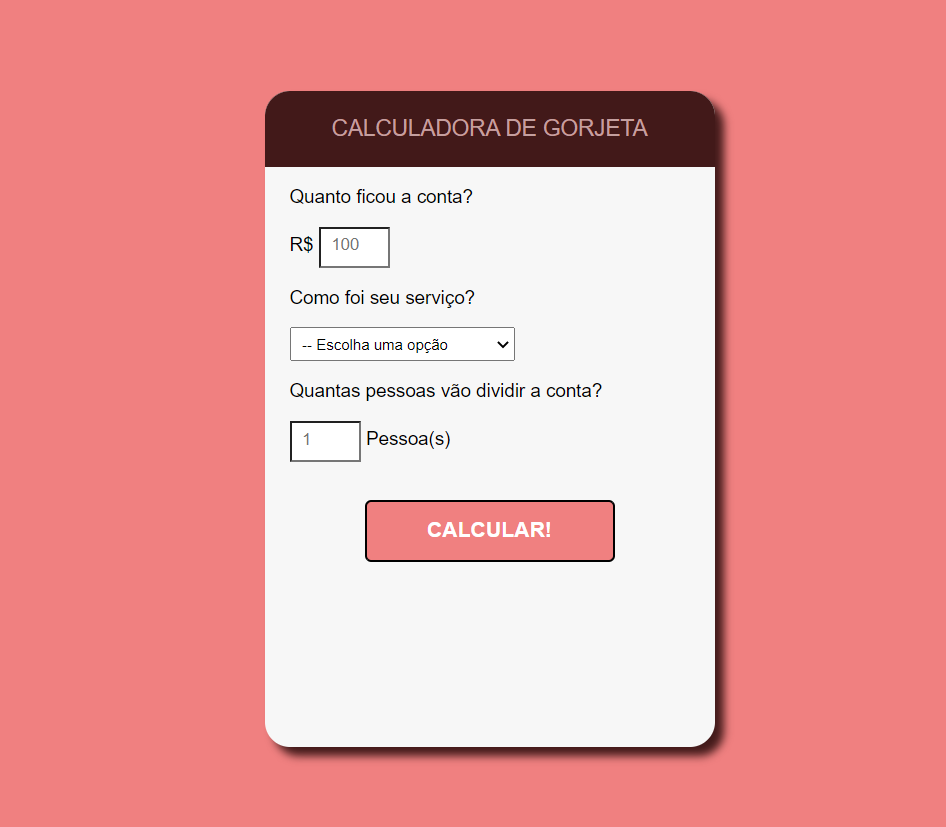 CALCULADORA DE GORJETA
Quanto ficou a conta?
R$ 100
Como foi seu serviço?
-- Escolha uma opção
Quantas pessoas vão dividir a conta?
1 Pessoa(s)
CALCULAR!